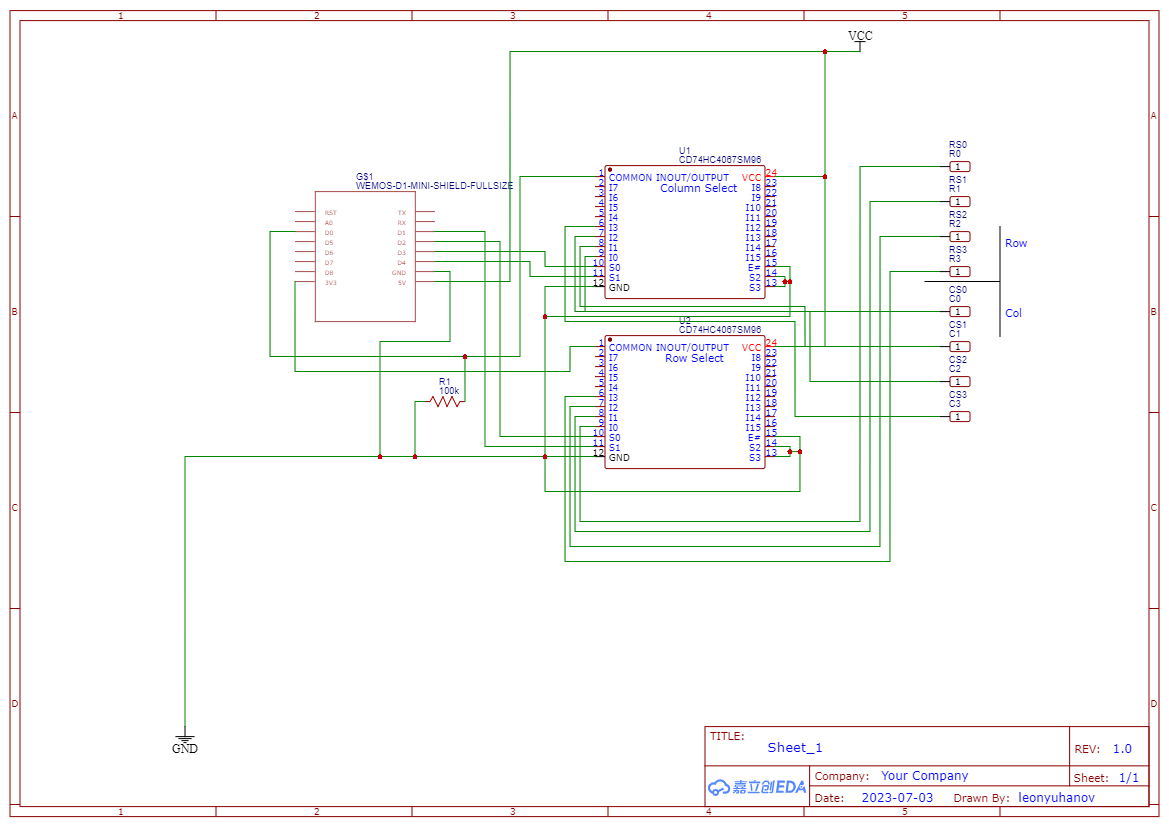 1 2 3 4 5
A
B
C
D
A
B
C
D
VCC
G$1
WEMOS-D1-MINI-SHIELD-FULLSIZE
RST TX
A0 RX
D0 D1
D5 D2
D6 D3
D7 D4
D8 GND
3V3 5V
R1
100k
U1
CD74HC4067SM96
1 COMMON INOUT/OUTPUT VCC 24
Column Select
2 I7 I8 23
3 I6 I9 22
4 I5 I10 21
5 I4 I11 20
6 I3 I12 19
7 I2 I13 18
8 I1 I14 17
9 I0 I15 16
10 S0 E# 15
11 S1 S2 14
12 GND S3 13
U2
CD74HC4067SM96
1 COMMON INOUT/OUTPUT VCC 24
Row Select
2 I7 I8 23
3 I6 I9 22
4 I5 I10 21
5 I4 I11 20
6 I3 I12 19
7 I2 I13 18
8 I1 I14 17
9 I0 I15 16
10 S0 E# 15
11 S1 S2 14
12 GND S3 13
RS0
R0
1
RS1
R1
1
RS2
R2
1
RS3
R3
1
Row
CS0
C0
1
Col
CS1
C1
1
CS2
C2
1
CS3
C3
1
GND
TITLE:
Sheet_1
REV: 1.0
嘉立创EDA
Company: Your Company
Sheet: 1/1
Date: 2023-07-03 Drawn By: leonyuhanov
1 2 3 4 5